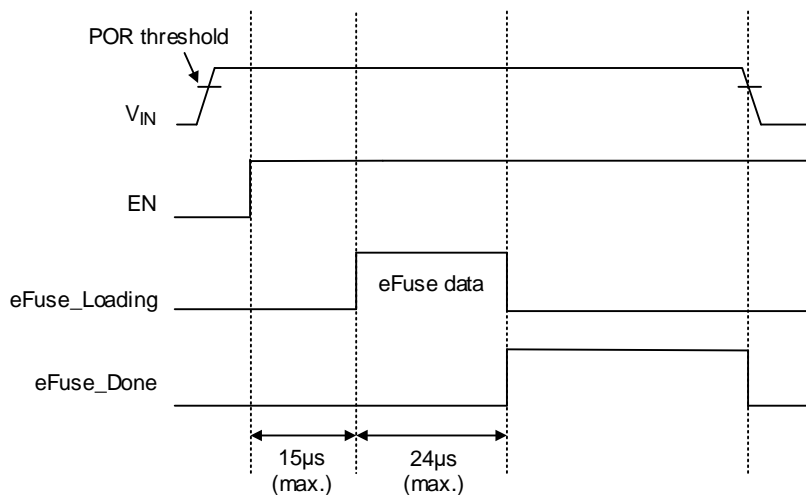 POR threshold
VIN
EN
eFuse_Loading
eFuse data
eFuse_Done
15µs
(max.)
24µs
(max.)